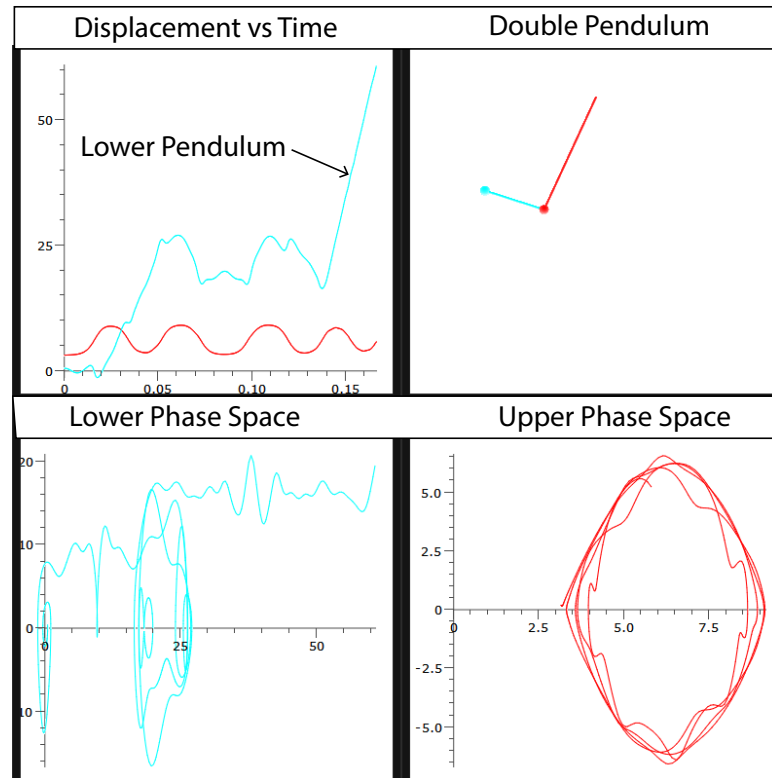 Displacement vs Time
Double Pendulum
50
Lower Pendulum
25
0
0 0.05 0.10 0.15
Lower Phase Space
Upper Phase Space
20
10
0
0 25 50
10
5.0
2.5
0
0 2.5 5.0 7.5
-2.5
-5.0